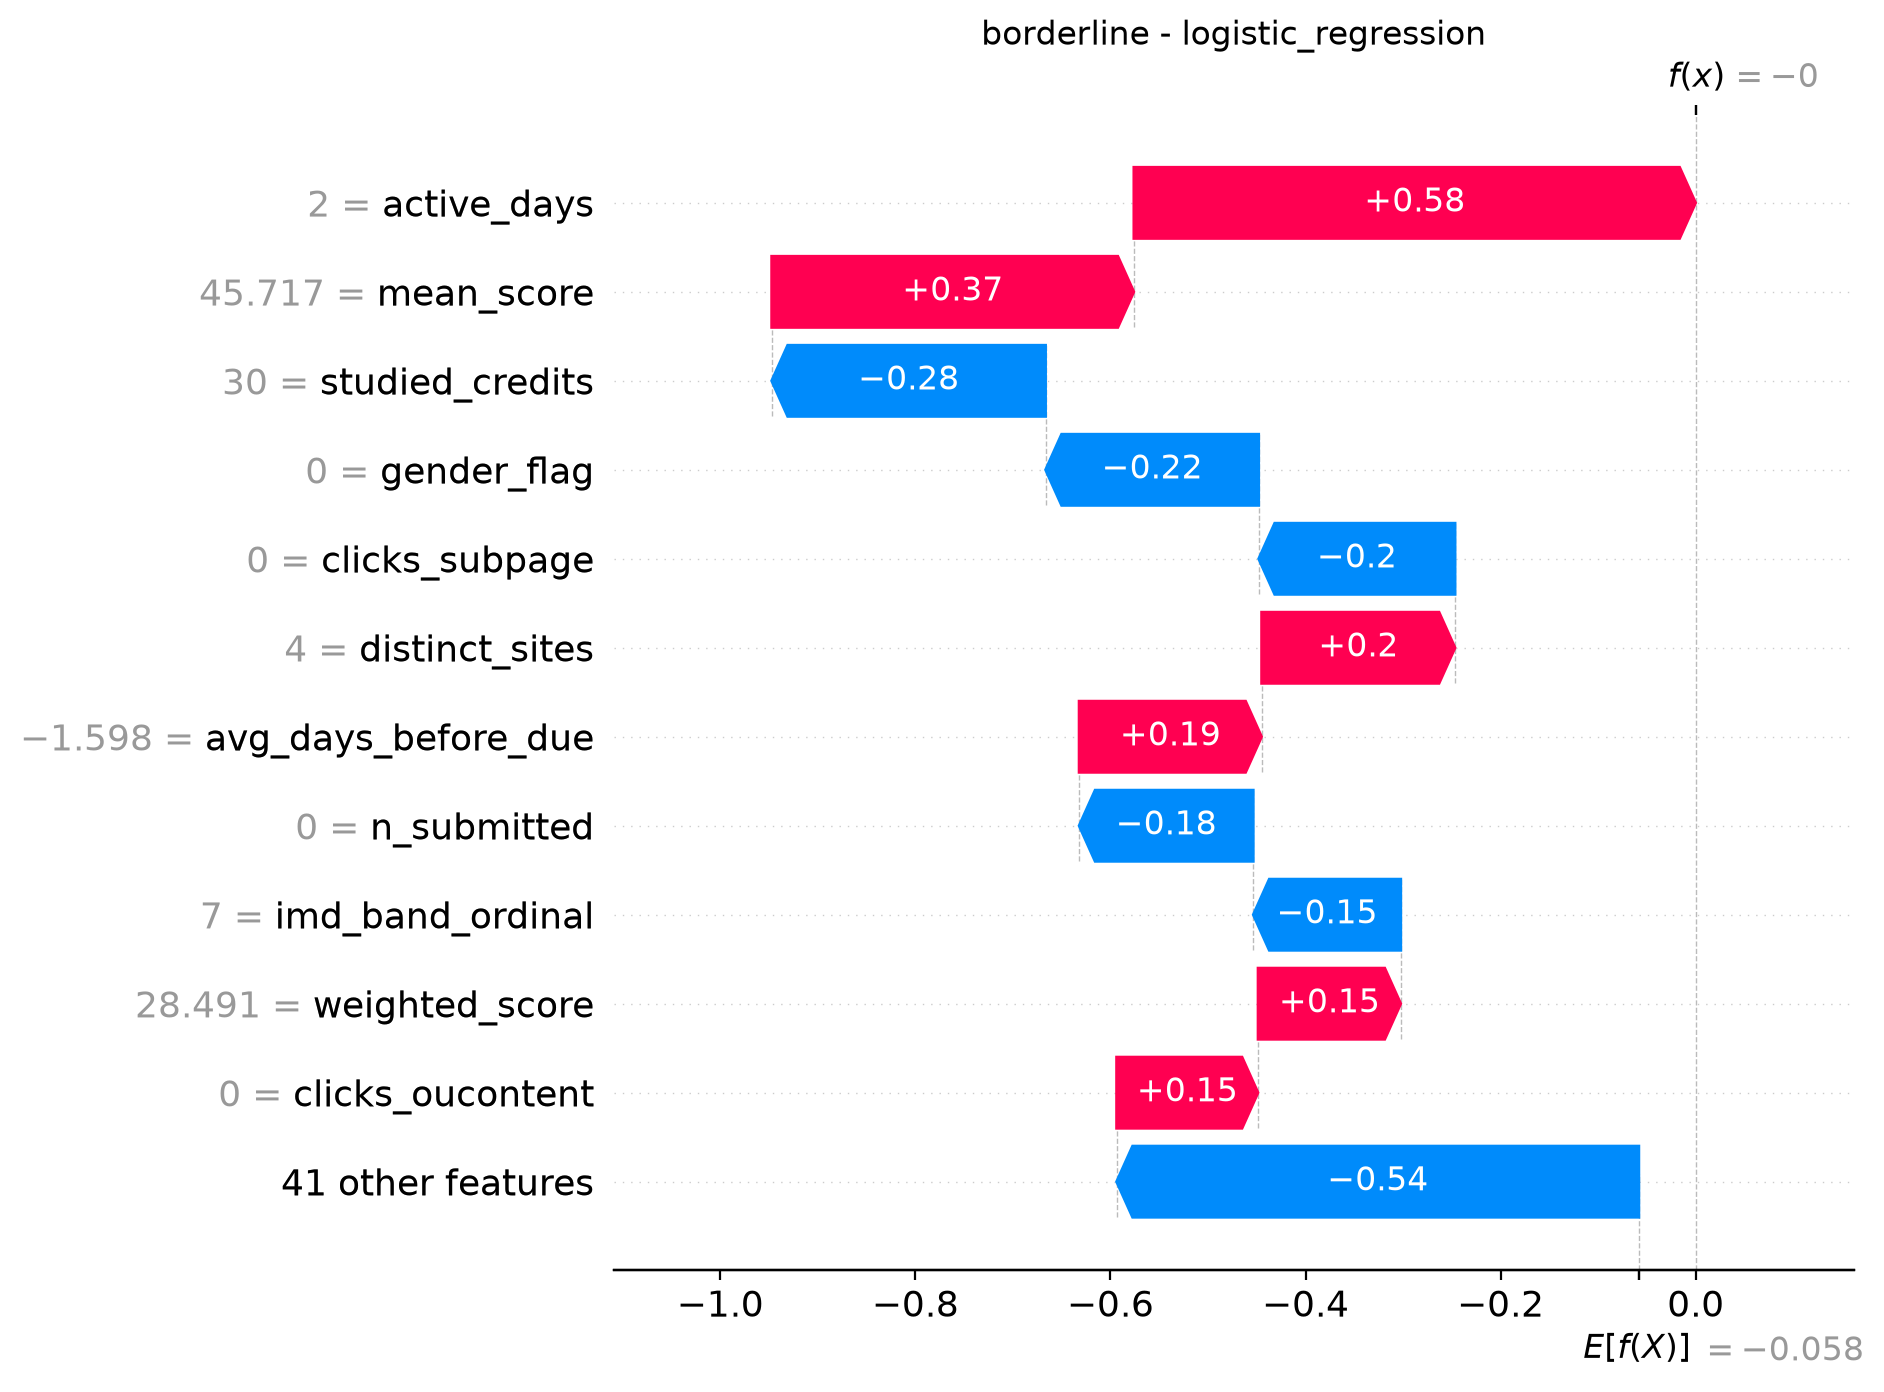 borderline - logistic_regression
f(x) = −0
2 = active_days
+0.58
45.717 = mean_score
+0.37
30 = studied_credits
−0.28
0 = gender_flag
−0.22
0 = clicks_subpage
−0.2
4 = distinct_sites
+0.2
−1.598 = avg_days_before_due
+0.19
0 = n_submitted
−0.18
7 = imd_band_ordinal
−0.15
28.491 = weighted_score
+0.15
0 = clicks_oucontent
+0.15
41 other features
−0.54
−1.0 −0.8 −0.6 −0.4 −0.2 0.0
E[f(X)] = −0.058